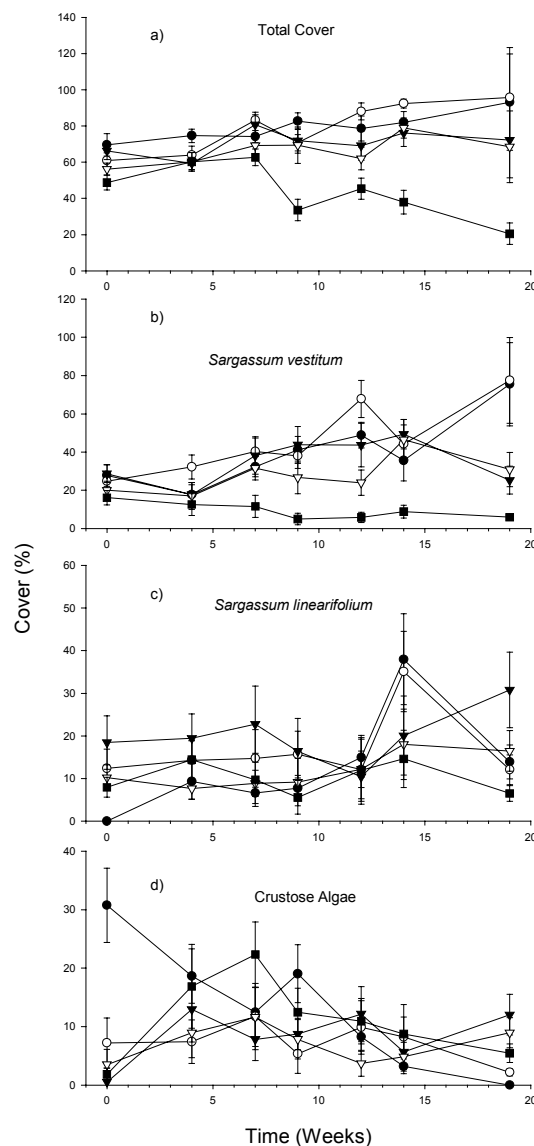 a) Total Cover
140
120
100
80
60
40
20
0
0 5 10 15 20
b)
Sargassum vestitum
120
100
80
60
40
20
0
0 5 10 15 20
c)
Sargassum linearifolium
60
50
40
30
20
10
0
0 5 10 15 20
d) Crustose Algae
40
30
20
10
0
0 5 10 15 20
Cover (%)
Time (Weeks)